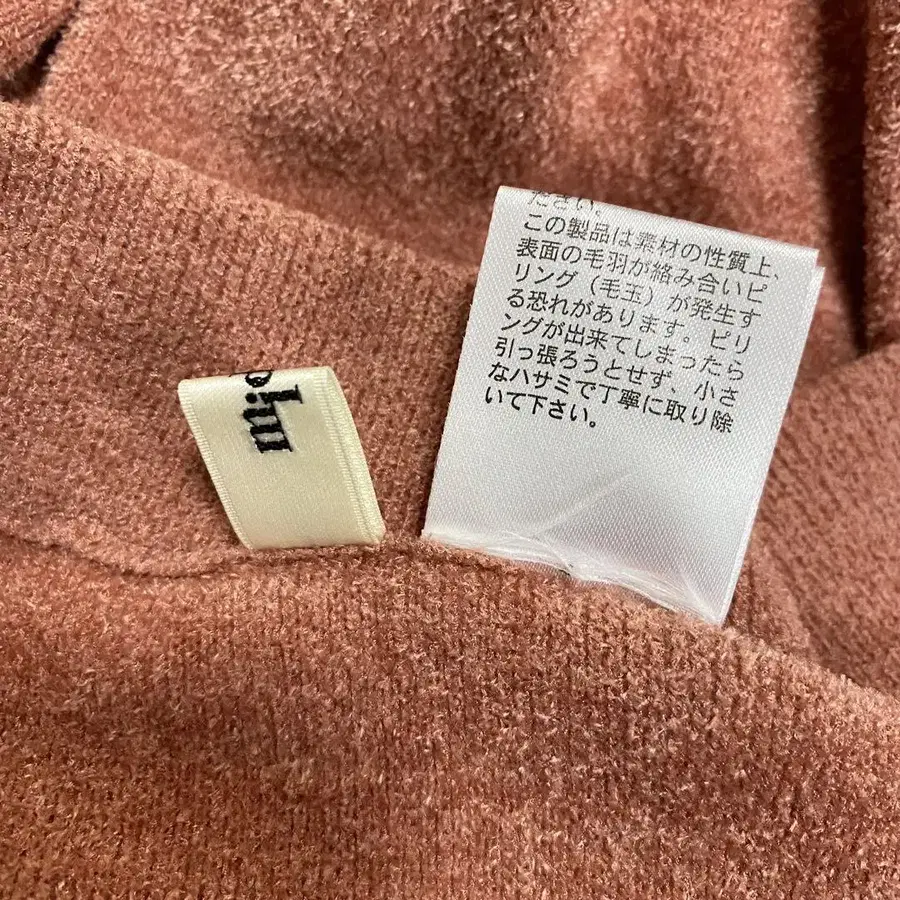 ださい。
この製品は素材の性質上、
表面の毛羽が絡み合いピ
リング（毛玉）が発生す
る恐れがあります。ピリ
ングが出来てしまったら
引っ張ろうとせず、小さ
なハサミで丁寧に取り除
いて下さい。